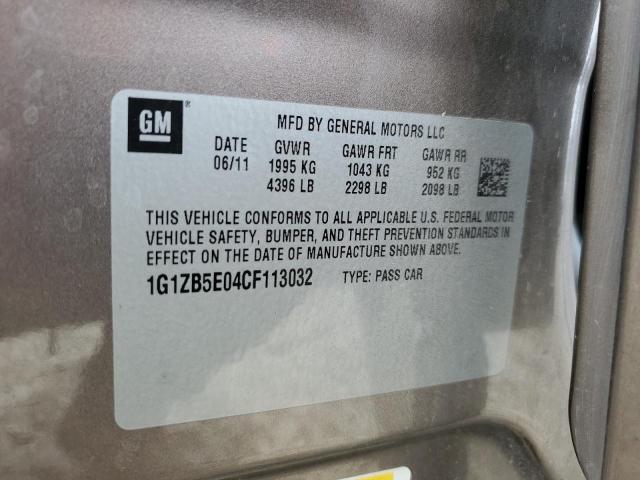 GM ®
MFD BY GENERAL MOTORS LLC
DATE GVWR GAWR FRT GAWR RR
06/11 1995 KG 1043 KG 952 KG
4396 LB 2298 LB 2098 LB
THIS VEHICLE CONFORMS TO ALL APPLICABLE U.S. FEDERAL MOTOR
VEHICLE SAFETY, BUMPER, AND THEFT PREVENTION STANDARDS IN
EFFECT ON THE DATE OF MANUFACTURE SHOWN ABOVE.
1G1ZB5E04CF113032 TYPE: PASS CAR